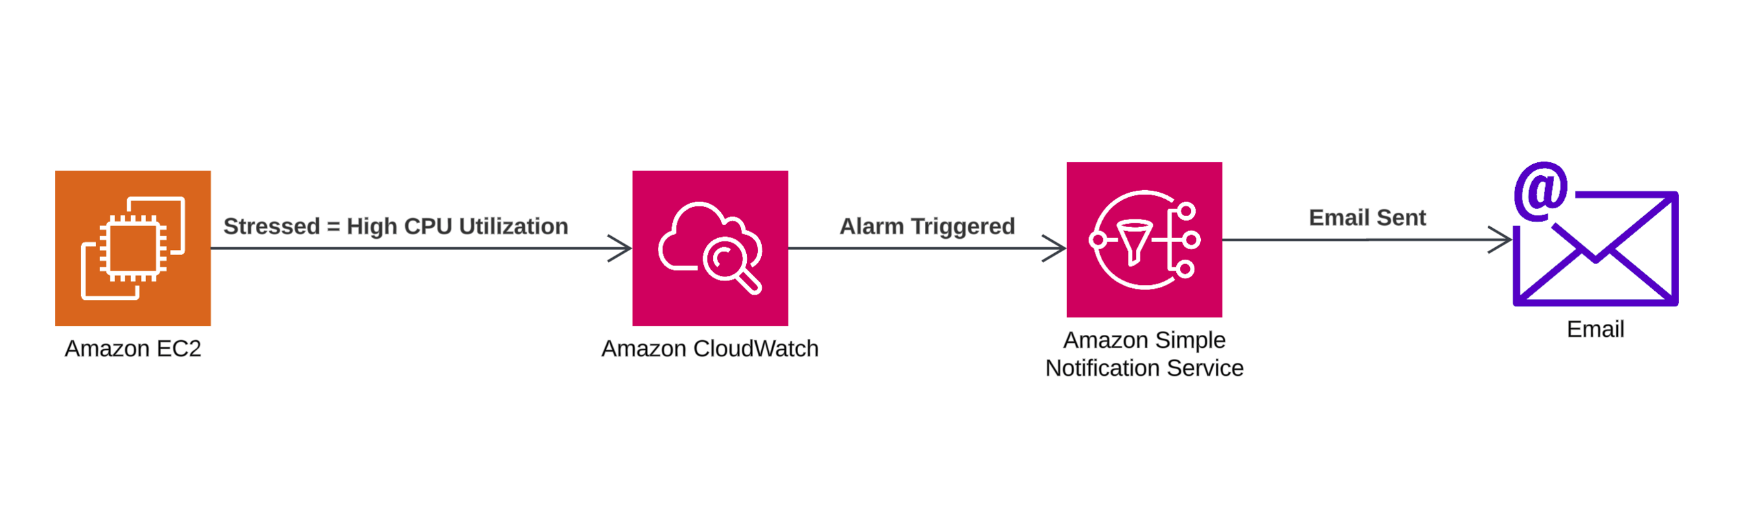 Stressed = High CPU Utilization
Alarm Triggered
Email Sent
@
Amazon EC2
Amazon CloudWatch
Amazon Simple
Notification Service
Email